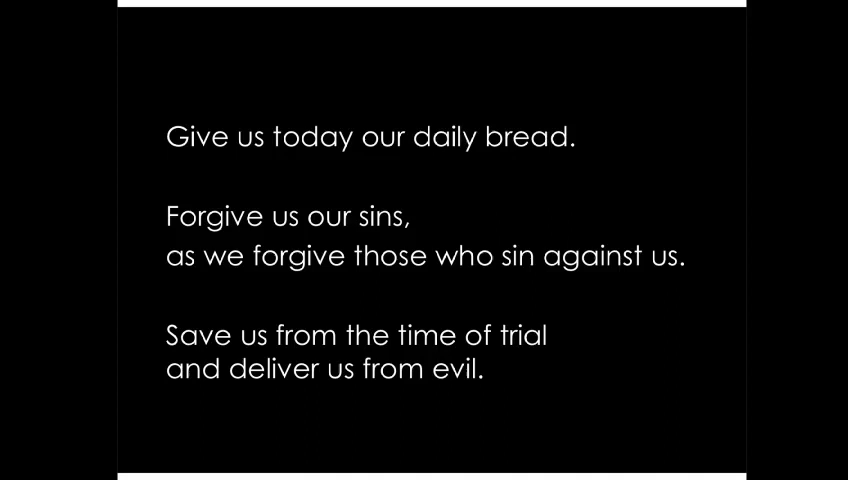 Give us today our daily bread.
Forgive us our sins,
as we forgive those who sin against us.
Save us from the time of trial
and deliver us from evil.